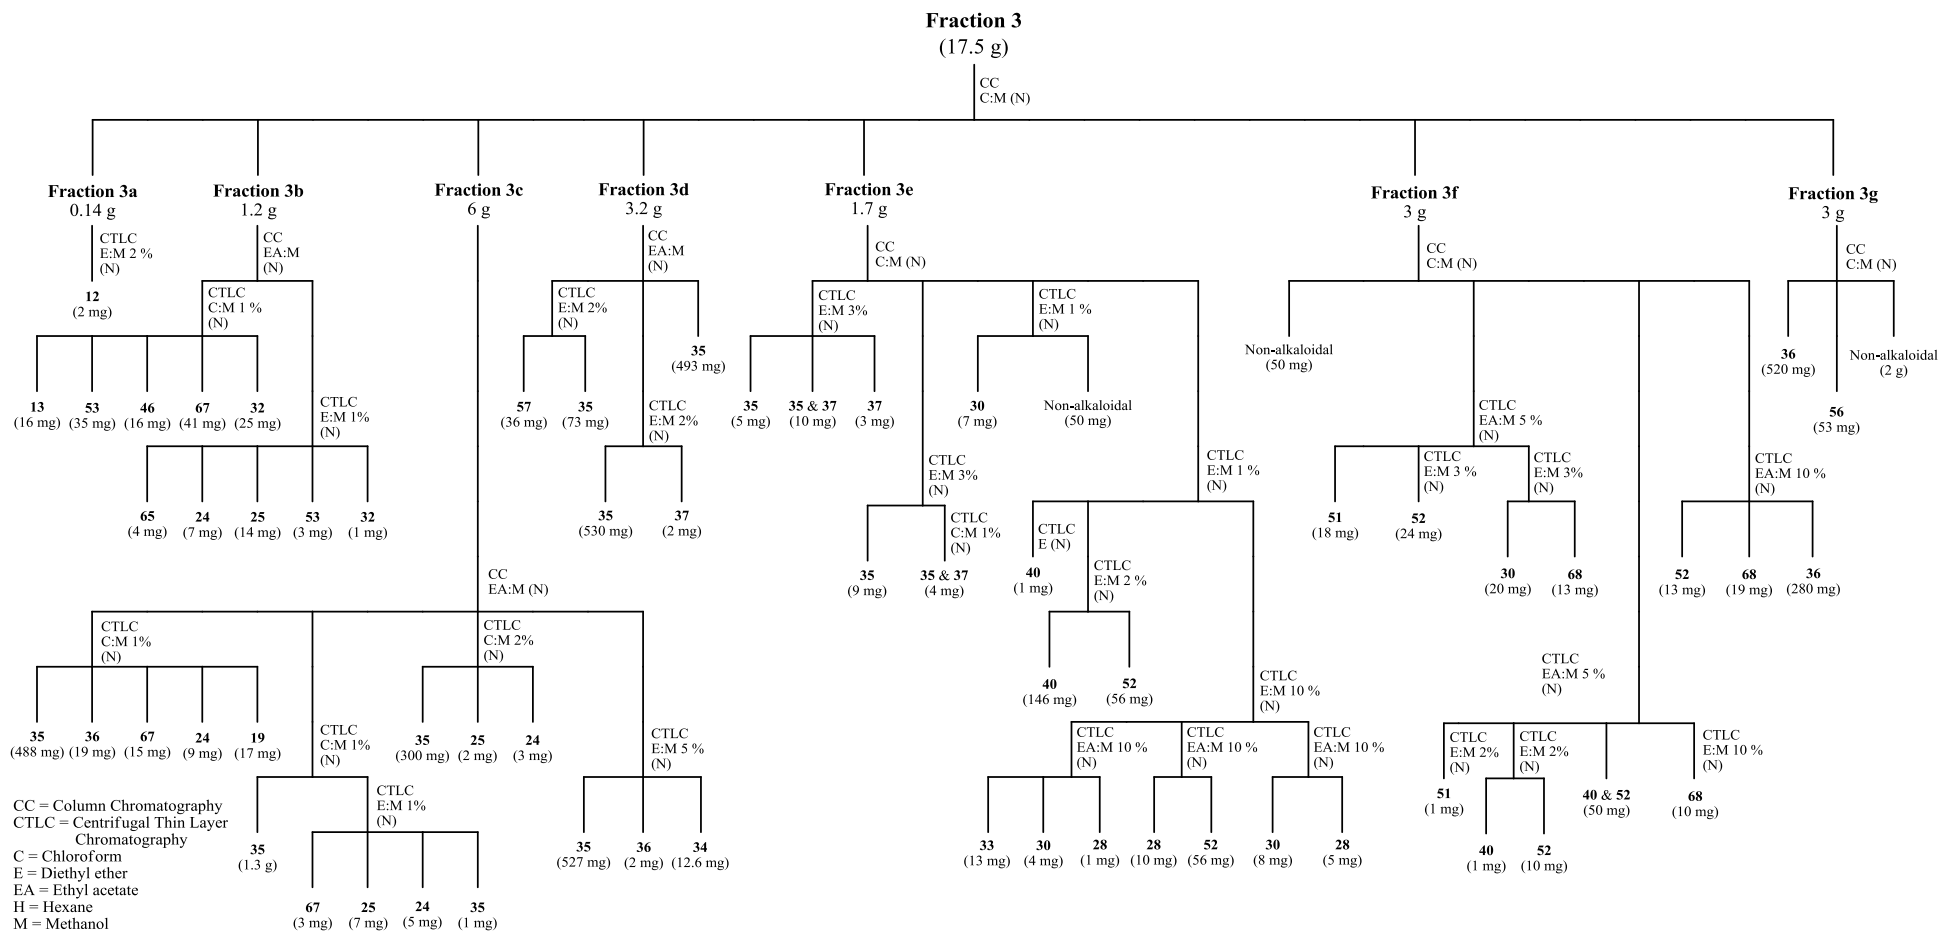 Fraction 3
(17.5 g)
CC
C:M (N)
Fraction 3a
0.14 g
CTLC
E:M 2 %
(N)
12
(2 mg)
Fraction 3b
1.2 g
CC
EA:M
(N)
CTLC
C:M 1 %
(N)
13
(16 mg)
53
(35 mg)
46
(16 mg)
67
(41 mg)
32
(25 mg)
CTLC
E:M 1%
(N)
65
(4 mg)
24
(7 mg)
25
(14 mg)
53
(3 mg)
32
(1 mg)
Fraction 3c
6 g
CC
EA:M (N)
CTLC
C:M 1%
(N)
35
(488 mg)
36
(19 mg)
67
(15 mg)
24
(9 mg)
19
(17 mg)
CTLC
C:M 1%
(N)
35
(1.3 g)
CTLC
E:M 1%
(N)
67
(3 mg)
25
(7 mg)
24
(5 mg)
35
(1 mg)
CTLC
C:M 2%
(N)
35
(300 mg)
25
(2 mg)
24
(3 mg)
CTLC
E:M 5 %
(N)
35
(527 mg)
36
(2 mg)
34
(12.6 mg)
Fraction 3d
3.2 g
CC
EA:M
(N)
CTLC
E:M 2%
(N)
57
(36 mg)
35
(73 mg)
CTLC
E:M 2%
(N)
35
(530 mg)
37
(2 mg)
35
(493 mg)
Fraction 3e
1.7 g
CC
C:M (N)
CTLC
E:M 3%
(N)
35
(5 mg)
35 & 37
(10 mg)
37
(3 mg)
CTLC
E:M 3%
(N)
35
(9 mg)
CTLC
C:M 1%
(N)
35 & 37
(4 mg)
CTLC
E:M 1 %
(N)
30
(7 mg)
Non-alkaloidal
(50 mg)
CTLC
E:M 1 %
(N)
CTLC
E (N)
40
(1 mg)
CTLC
E:M 2 %
(N)
40
(146 mg)
52
(56 mg)
CTLC
E:M 10 %
(N)
CTLC
EA:M 10 %
(N)
33
(13 mg)
30
(4 mg)
28
(1 mg)
CTLC
EA:M 10 %
(N)
28
(10 mg)
52
(56 mg)
CTLC
EA:M 10 %
(N)
30
(8 mg)
28
(5 mg)
Fraction 3f
3 g
CC
C:M (N)
Non-alkaloidal
(50 mg)
CTLC
EA:M 5 %
(N)
51
(18 mg)
CTLC
E:M 3 %
(N)
52
(24 mg)
CTLC
E:M 3%
(N)
30
(20 mg)
68
(13 mg)
CTLC
EA:M 5 %
(N)
CTLC
E:M 2%
(N)
51
(1 mg)
CTLC
E:M 2%
(N)
40
(1 mg)
52
(10 mg)
40 & 52
(50 mg)
CTLC
E:M 10 %
(N)
68
(10 mg)
CTLC
EA:M 10 %
(N)
52
(13 mg)
68
(19 mg)
36
(280 mg)
Fraction 3g
3 g
CC
C:M (N)
36
(520 mg)
56
(53 mg)
Non-alkaloidal
(2 g)
CC = Column Chromatography
CTLC = Centrifugal Thin Layer
Chromatography
C = Chloroform
E = Diethyl ether
EA = Ethyl acetate
H = Hexane
M = Methanol